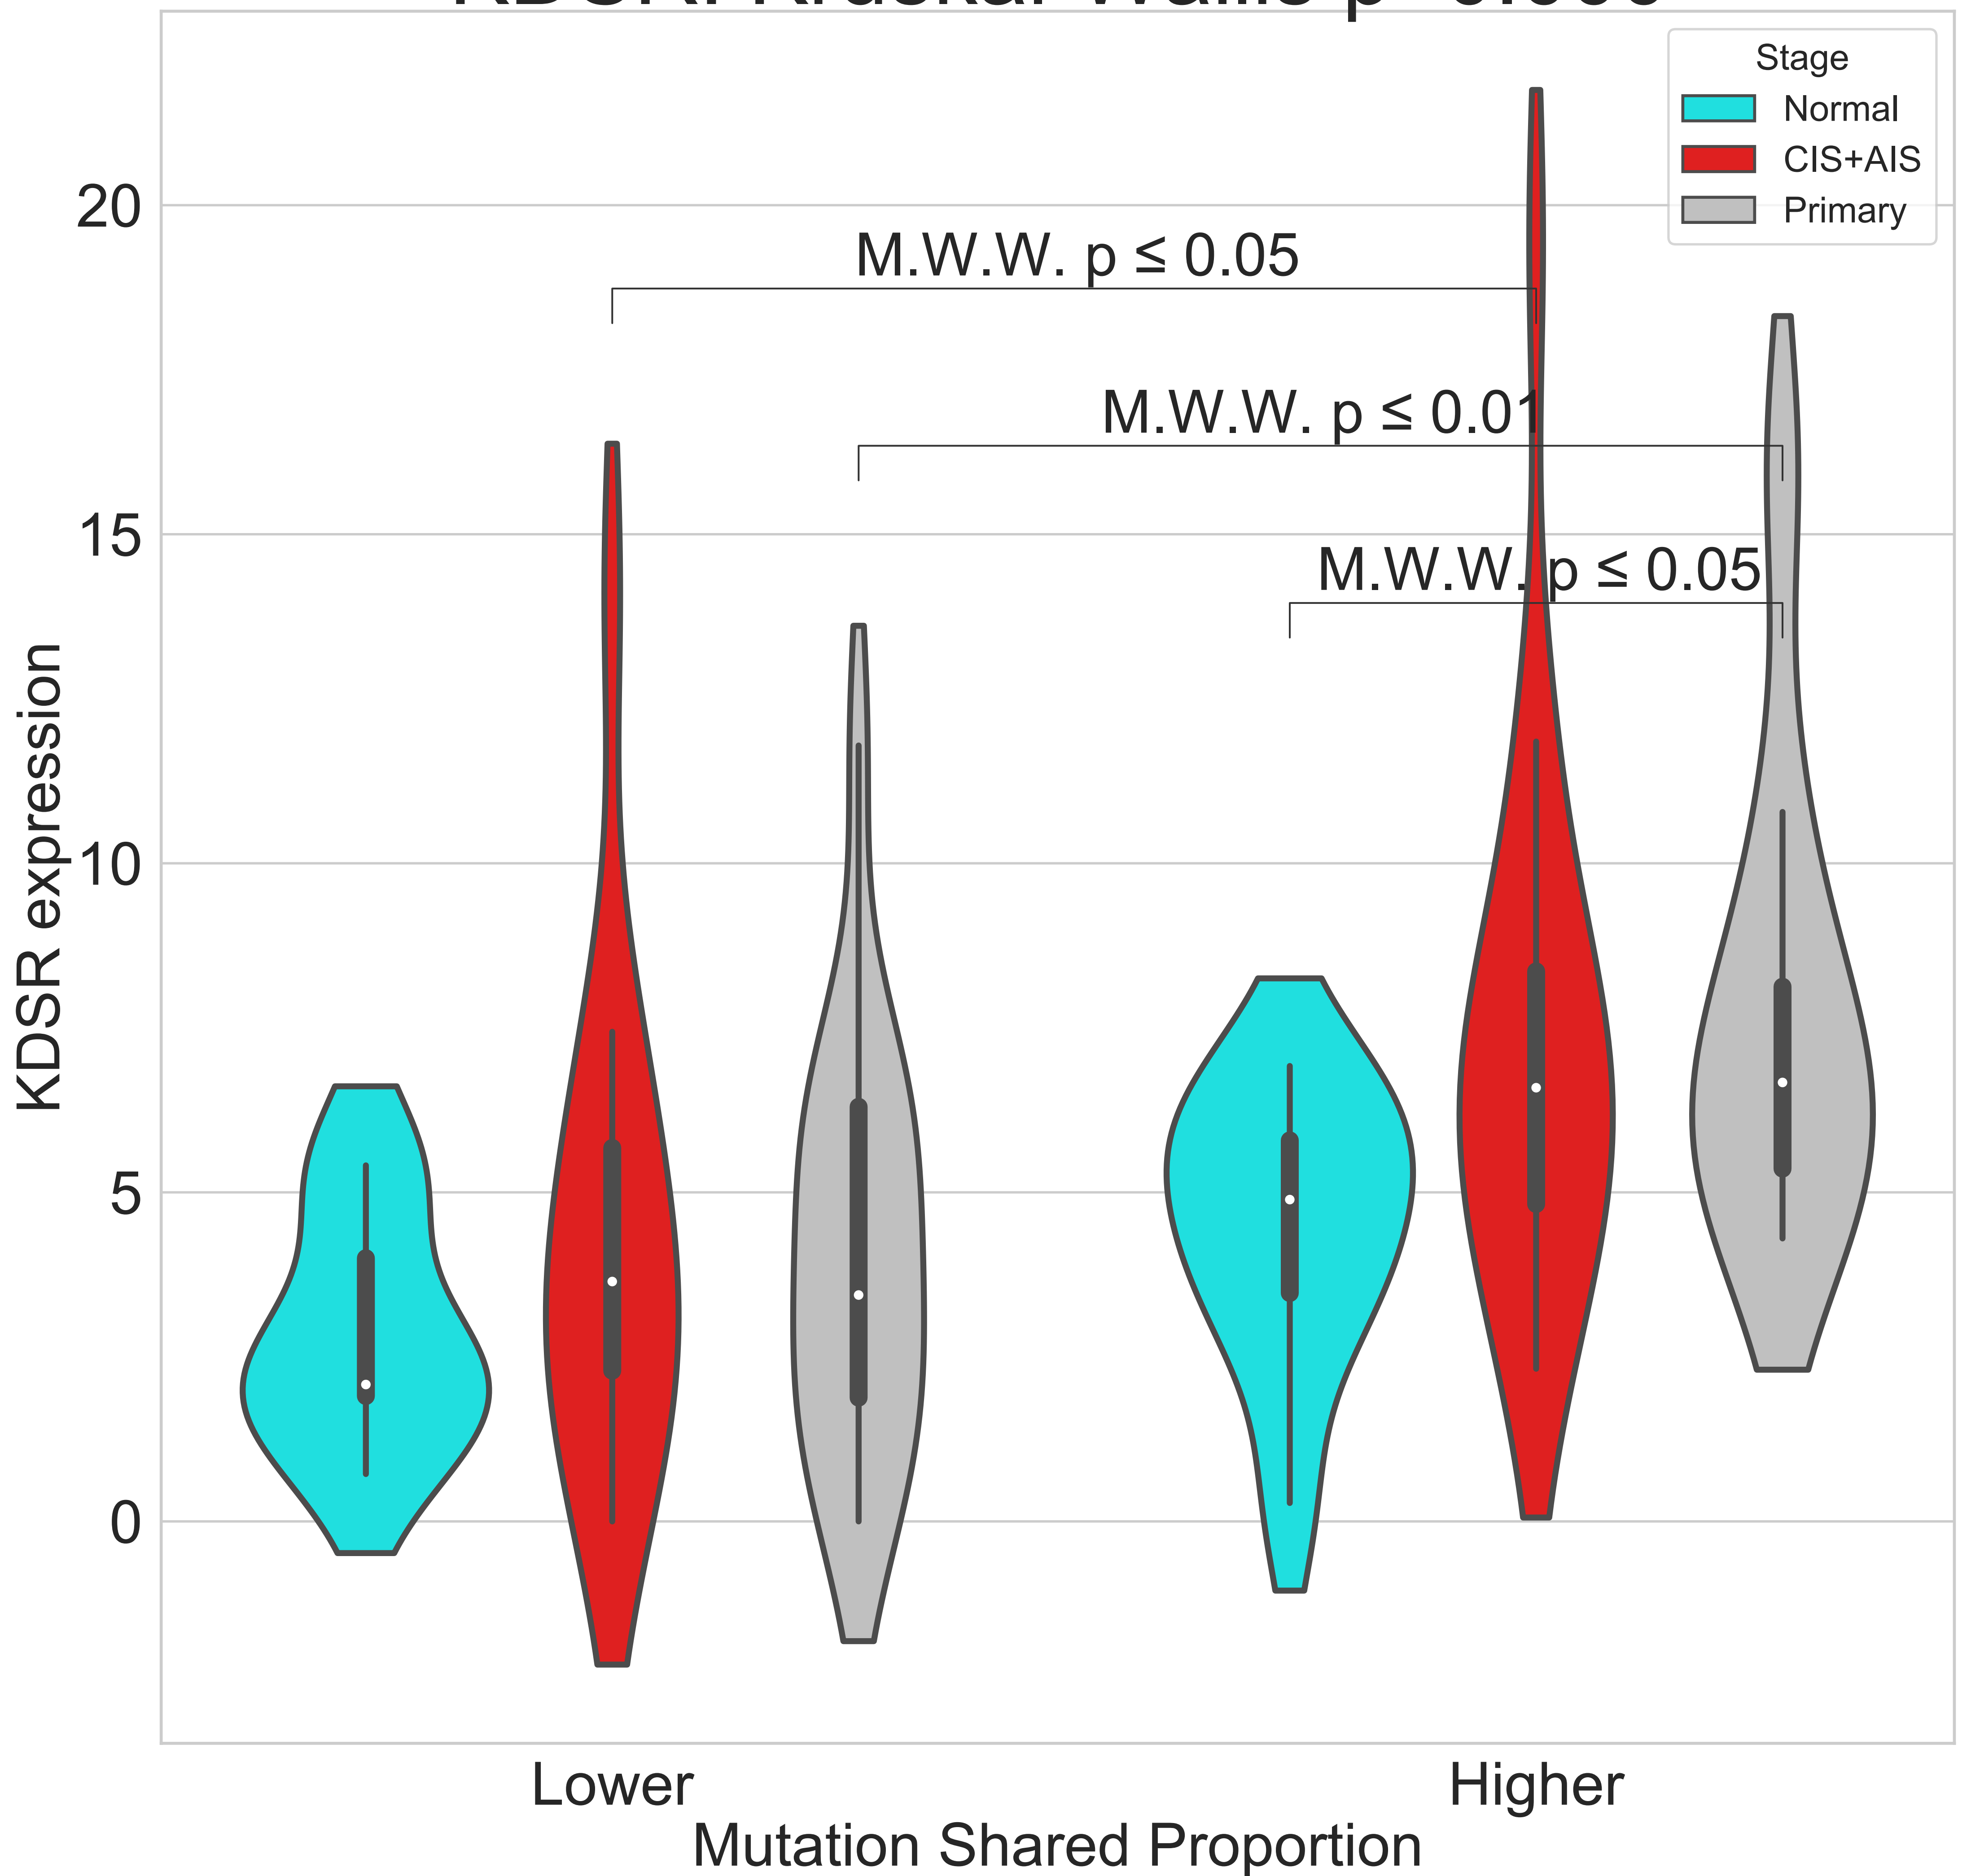 Stage
Normal
CIS+AIS
Primary
20
M.W.W. p ≤ 0.05
M.W.W. p ≤ 0.01
15
M.W.W. p ≤ 0.05
10
5
0
KDSR expression
Lower
Higher
Mutation Shared Proportion